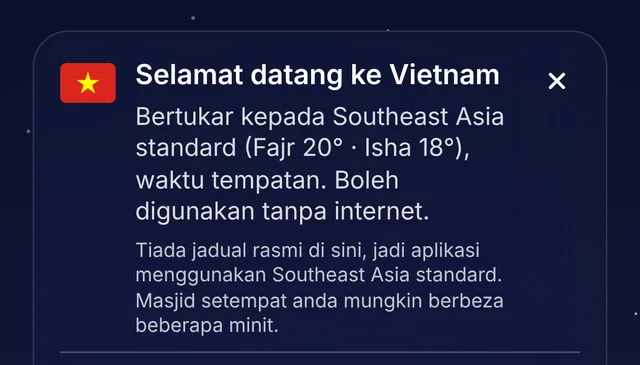 Selamat datang ke Vietnam
Bertukar kepada Southeast Asia
standard (Fajr 20° · Isha 18°),
waktu tempatan. Boleh
digunakan tanpa internet.
Tiada jadual rasmi di sini, jadi aplikasi
menggunakan Southeast Asia standard.
Masjid setempat anda mungkin berbeza
beberapa minit.